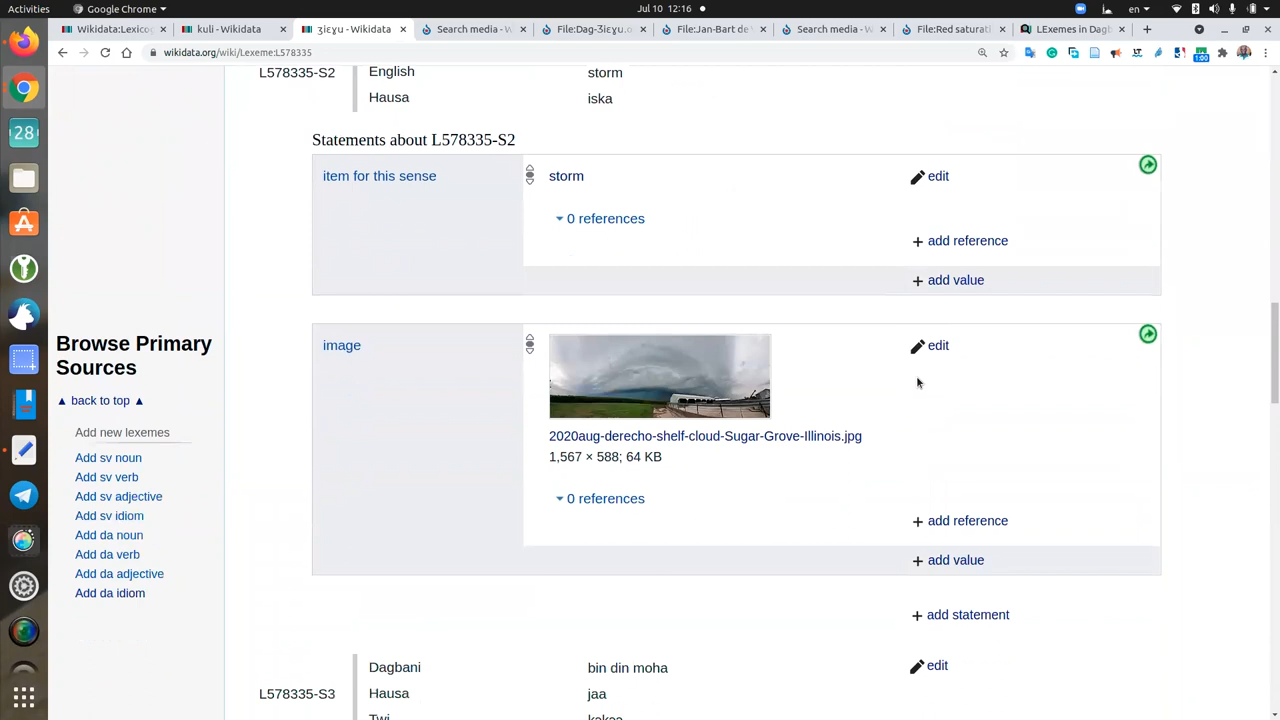 Activities
Google Chrome
Jul 10 12:16
en
Wikidata:Lexicog
kuli - Wikidata
ʒiɛɣu - Wikidata
Search media - W
File:Dag-Ʒiɛɣu.o
File:Jan-Bart de
Search media - W
File:Red saturati
LExemes in Dagb
wikidata.org/wiki/Lexeme:L578335
1:00
28
L578335-S2
English
storm
Hausa
iska
Statements about L578335-S2
item for this sense
storm
edit
0 references
+ add reference
+ add value
image
edit
2020aug-derecho-shelf-cloud-Sugar-Grove-Illinois.jpg
1,567 × 588; 64 KB
0 references
+ add reference
+ add value
+ add statement
L578335-S3
Dagbani
bin din moha
edit
Hausa
jaa
Twi
kɔkɔɔ
Browse Primary
Sources
▲ back to top ▲
Add new lexemes
Add sv noun
Add sv verb
Add sv adjective
Add sv idiom
Add da noun
Add da verb
Add da adjective
Add da idiom